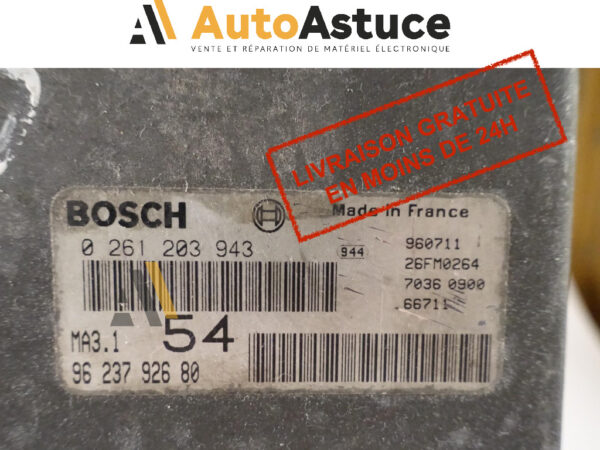 AutoAstuce
VENTE ET RÉPARATION DE MATÉRIEL ÉLECTRONIQUE
LIVRAISON GRATUITE
EN MOINS DE 24H
BOSCH
Made in France
0 261 203 943
944
960711
26FM0264
7036 0900
66711
MA3.1
54
96 237 926 80